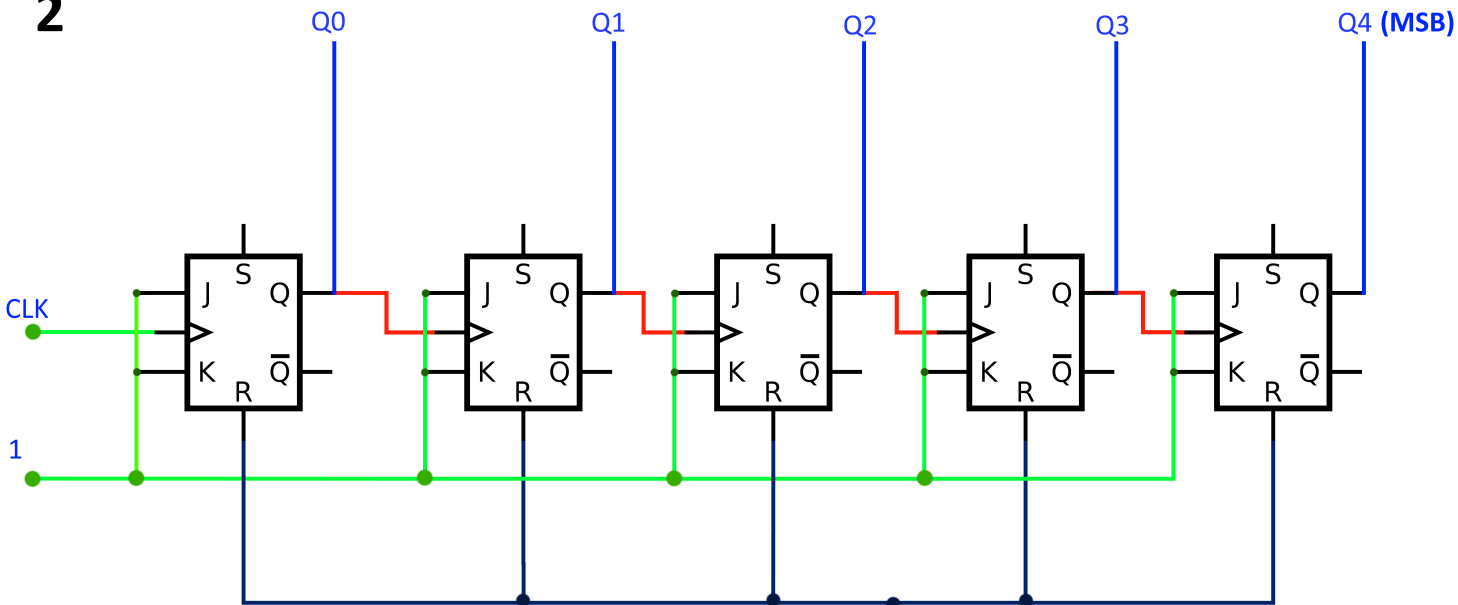 2
Q0 Q1 Q2 Q3 Q4 (MSB)
S S S S S
J Q J Q J Q J Q J Q
CLK
K Q̅ K Q̅ K Q̅ K Q̅ K Q̅
R R R R R
1